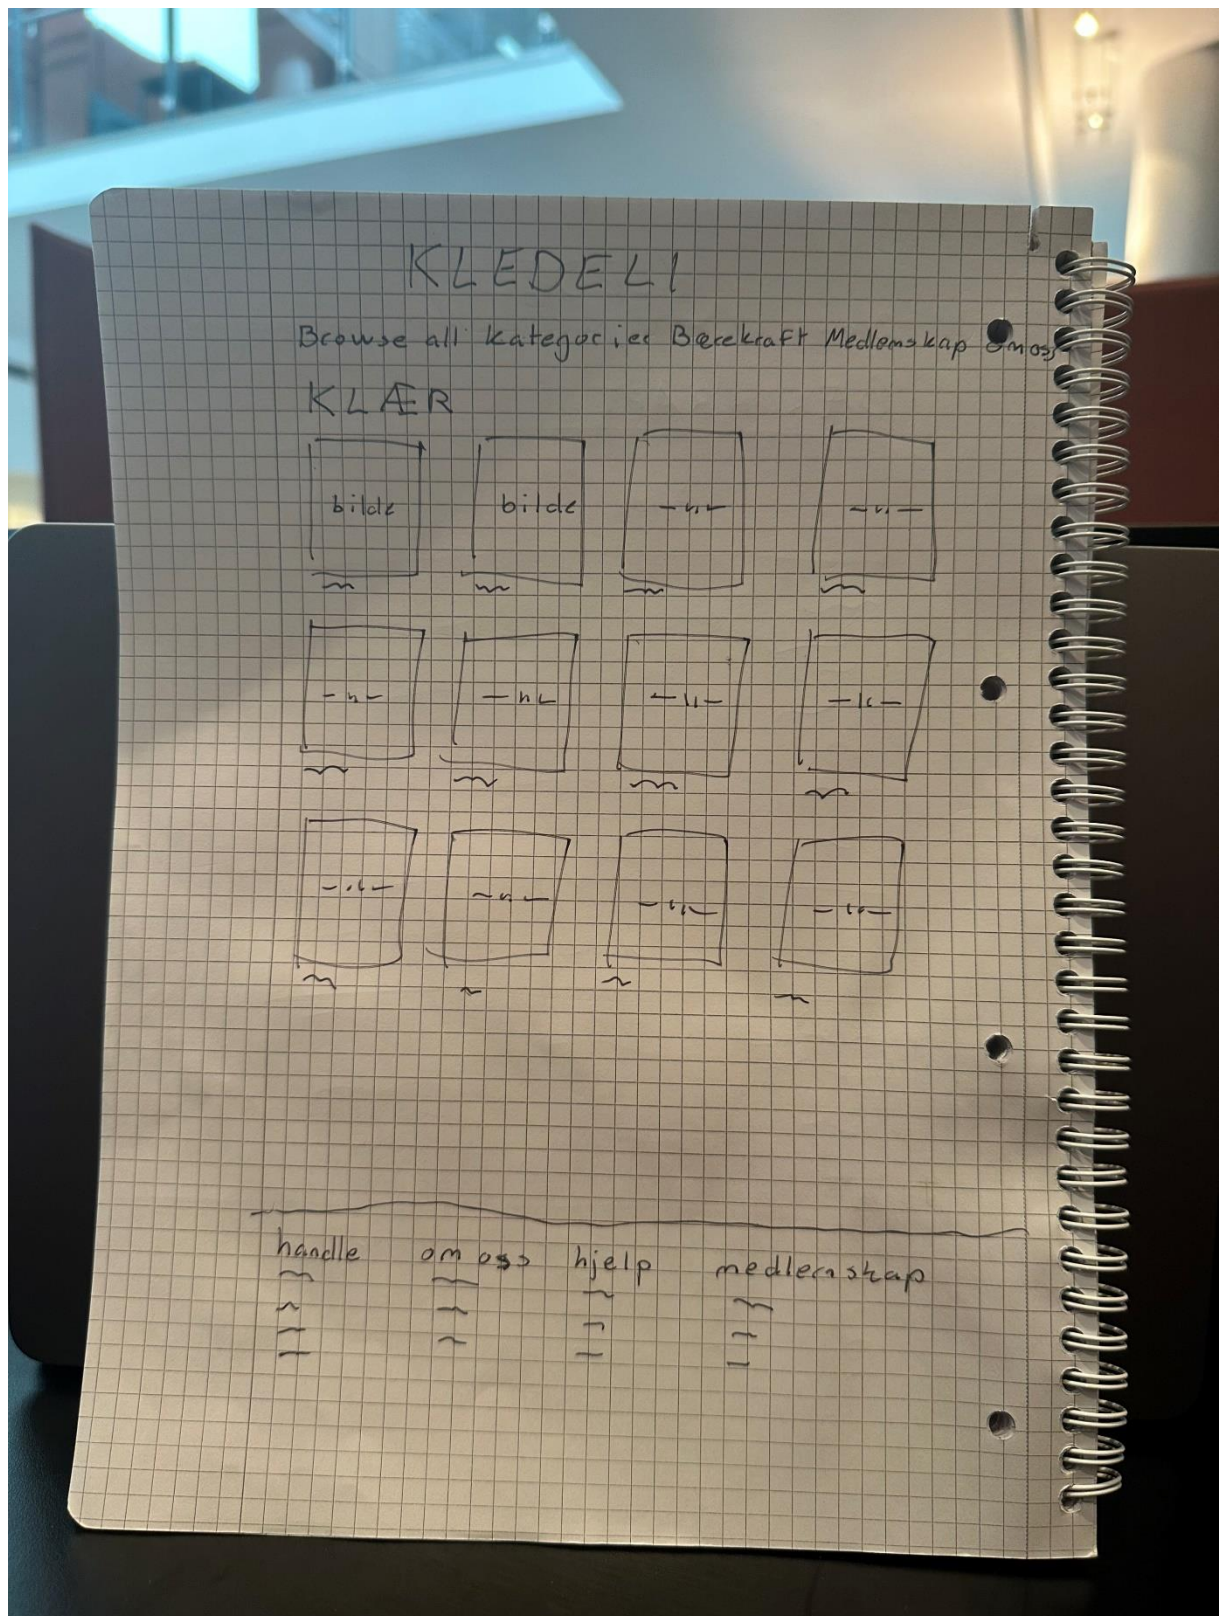 KLEDELI
Browse all kategorier Bærekraft Medlemskap om oss
KLÆR
bilde bilde -"- -"-
-"- -"- -"- -"-
-"- -"- -"- -"-
handle om oss hjelp medlemskap